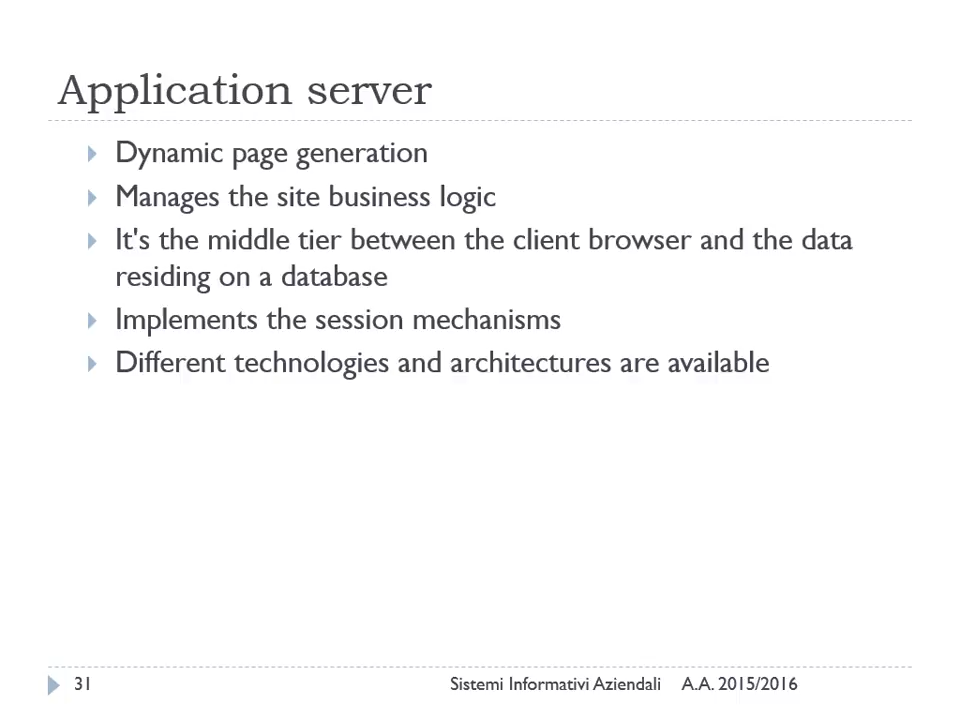 Application server
Dynamic page generation
Manages the site business logic
It's the middle tier between the client browser and the data
residing on a database
Implements the session mechanisms
Different technologies and architectures are available
31 Sistemi Informativi Aziendali A.A. 2015/2016